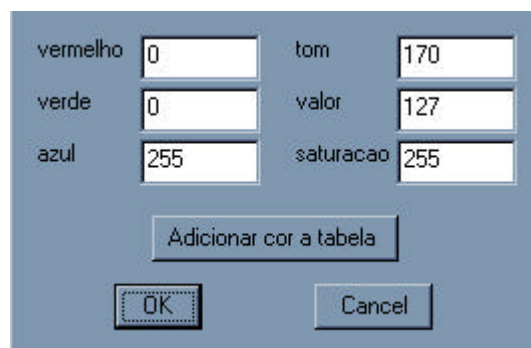 vermelho 0 tom 170
verde 0 valor 127
azul 255 saturacao 255
Adicionar cor a tabela
OK Cancel